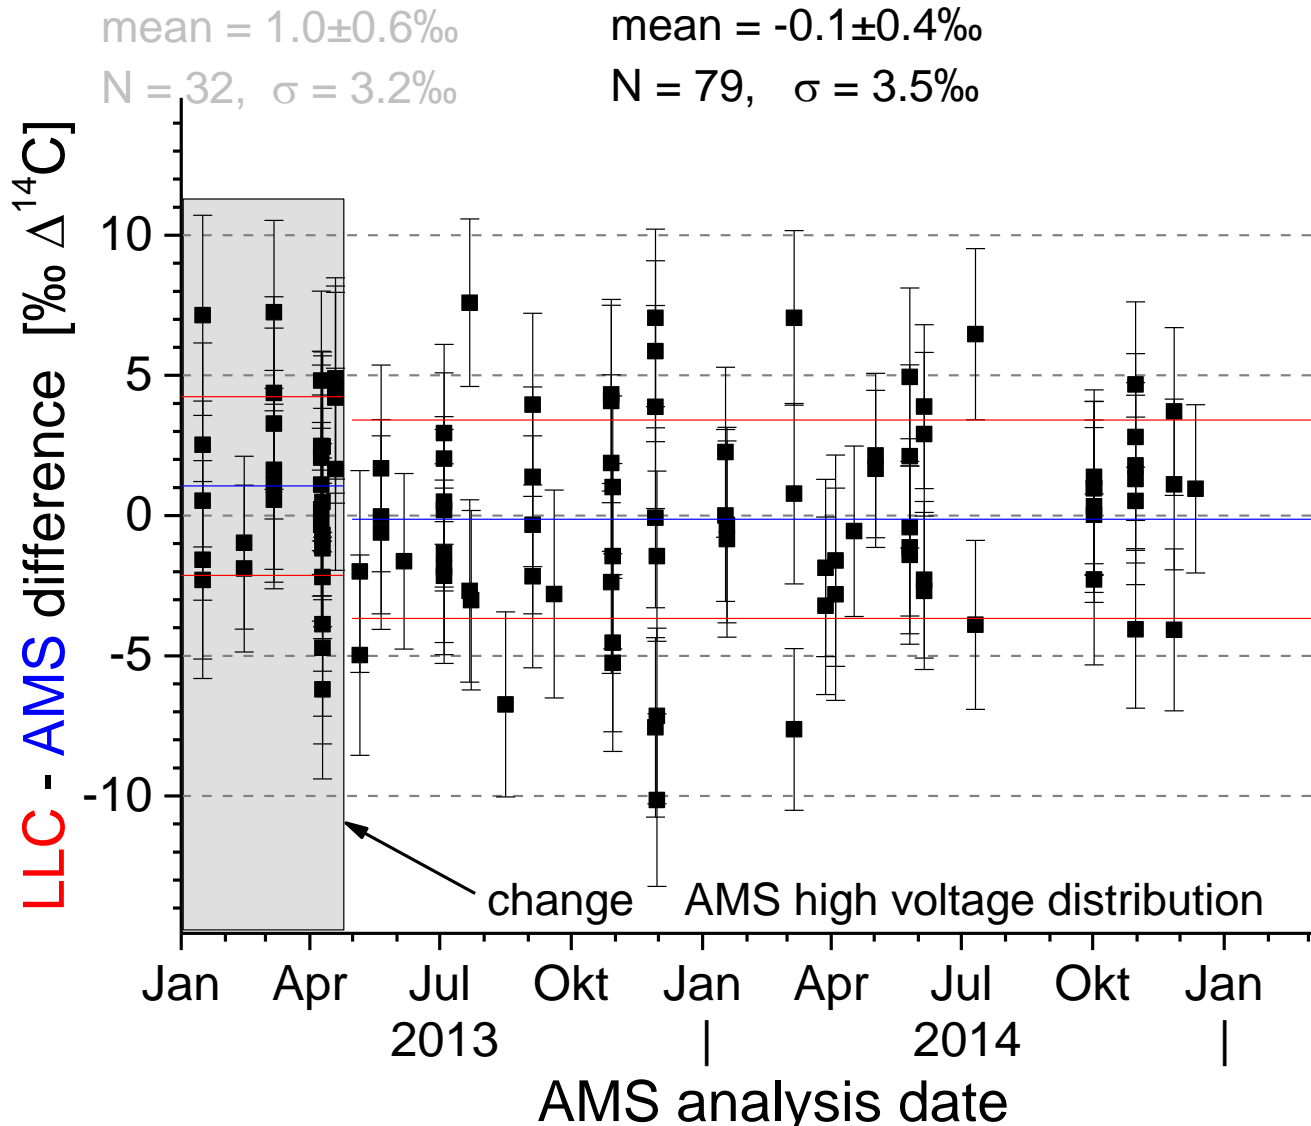 mean = 1.0±0.6‰ mean = -0.1±0.4‰
N = 32, σ = 3.2‰ N = 79, σ = 3.5‰
LLC - AMS difference [‰ Δ¹⁴C]
10
5
0
-5
-10
change AMS high voltage distribution
Jan Apr Jul Okt Jan Apr Jul Okt Jan
2013 | 2014 |
AMS analysis date